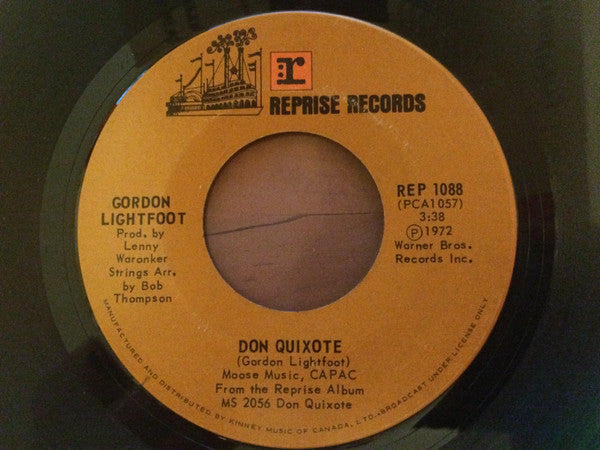 r:
REPRISE RECORDS
GORDON
LIGHTFOOT
Prod. by
Lenny
Waronker
Strings Arr.
by Bob
Thompson
REP 1088
(PCA1057)
3:38
Ⓟ1972
Warner Bros.
Records Inc.
DON QUIXOTE
(Gordon Lightfoot)
Moose Music, CAPAC
From the Reprise Album
MS 2056 Don Quixote
MANUFACTURED AND DISTRIBUTED BY KINNEY MUSIC OF CANADA, LTD.-BROADCAST UNDER LICENSE ONLY